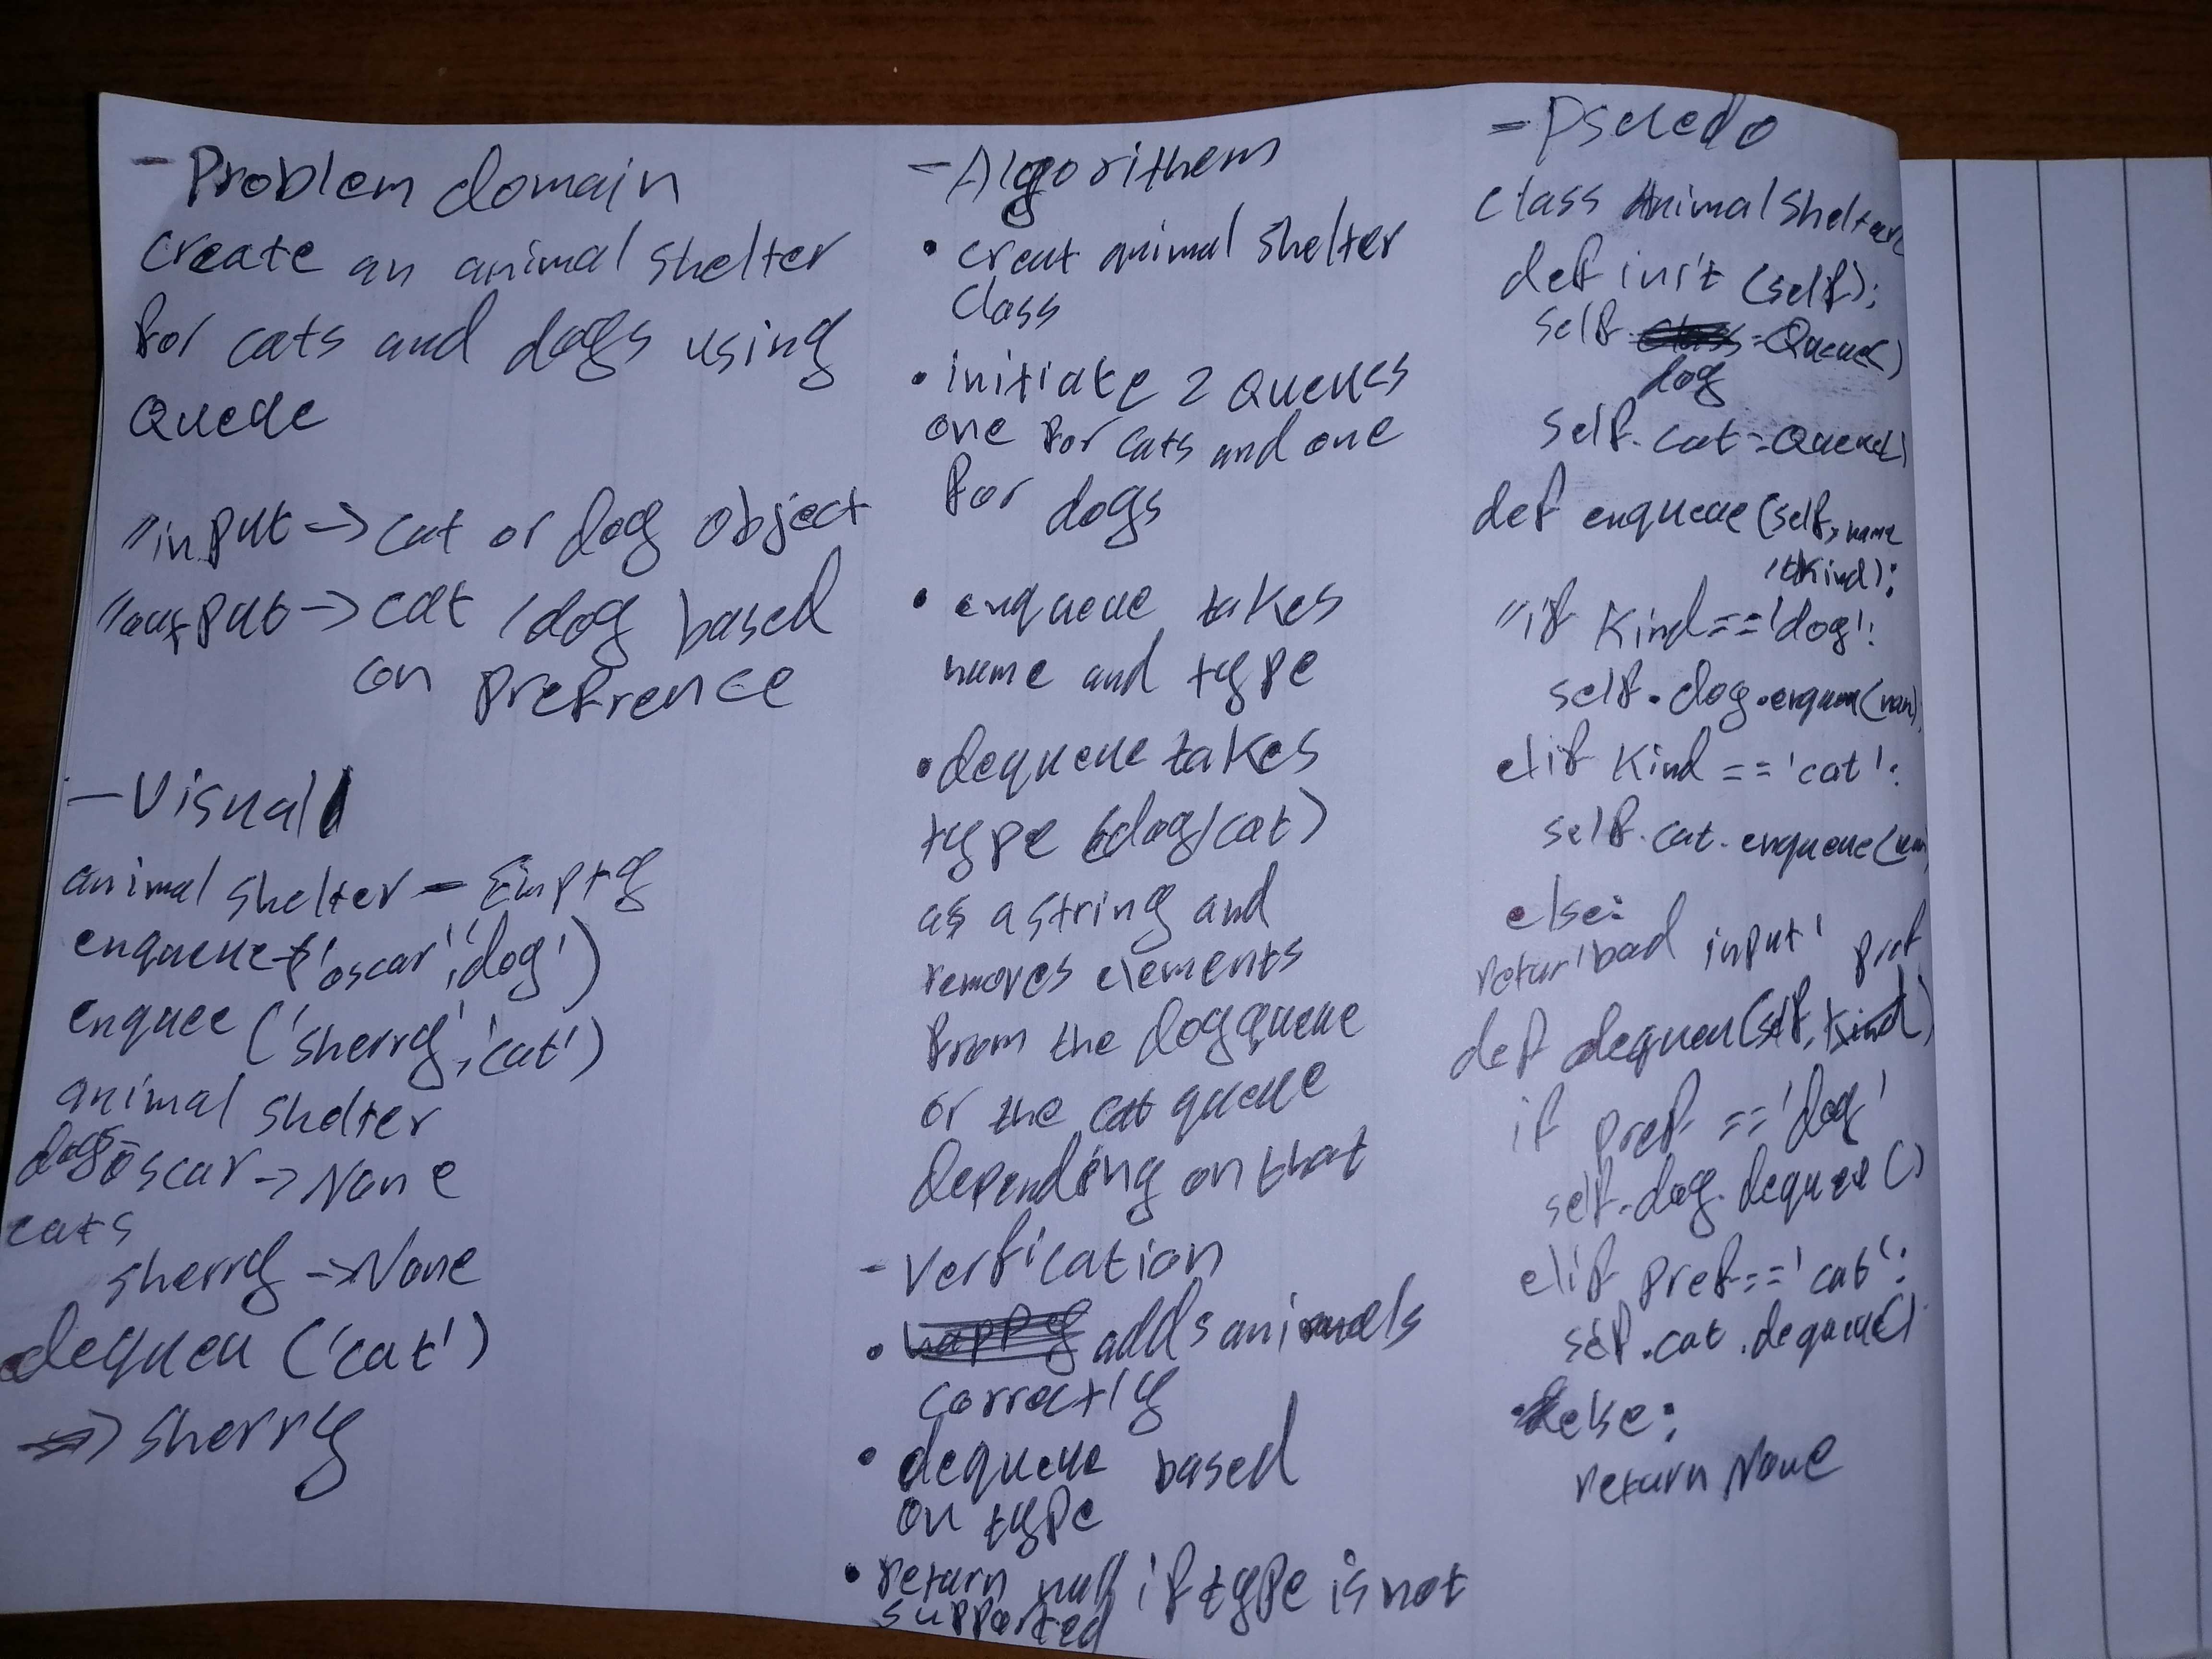 - Problem domain
Create an animal shelter
for cats and dogs using
Queue
"input -> cat or dog object
"output -> cat / dog based
on prefrence
- Visual
animal shelter - Empty
enqueue ('oscar','dog')
enquee ('sherry','cat')
animal shelter
dogs oscar -> None
cats
sherry -> None
dequeu ('cat')
=> sherry
- Algorithem
• creat animal shelter
class
• initiate 2 queues
one for cats and one
for dogs
• enqueue takes
name and type
• dequeue takes
type (dog/cat)
as a string and
removes elements
from the dog queue
or the cat queue
depending on that
- Verfication
• adds animals
correctly
• dequeue based
on type
• return null if type is not
supported
- Pseuedo
class AnimalShelter
def init (self):
self. = Queue()
dog
self.cat = Queue()
def enqueue (self, name
, kind):
"if kind == 'dog':
self.dog.enqueu(nam)
elif kind == 'cat':
self.cat.enqueue(
else:
retur 'bad input' pref
def dequeu(self, kind)
if pref == 'dog'
self.dog.dequeue()
elif pref == 'cat':
self.cat.dequeue()
else:
return None